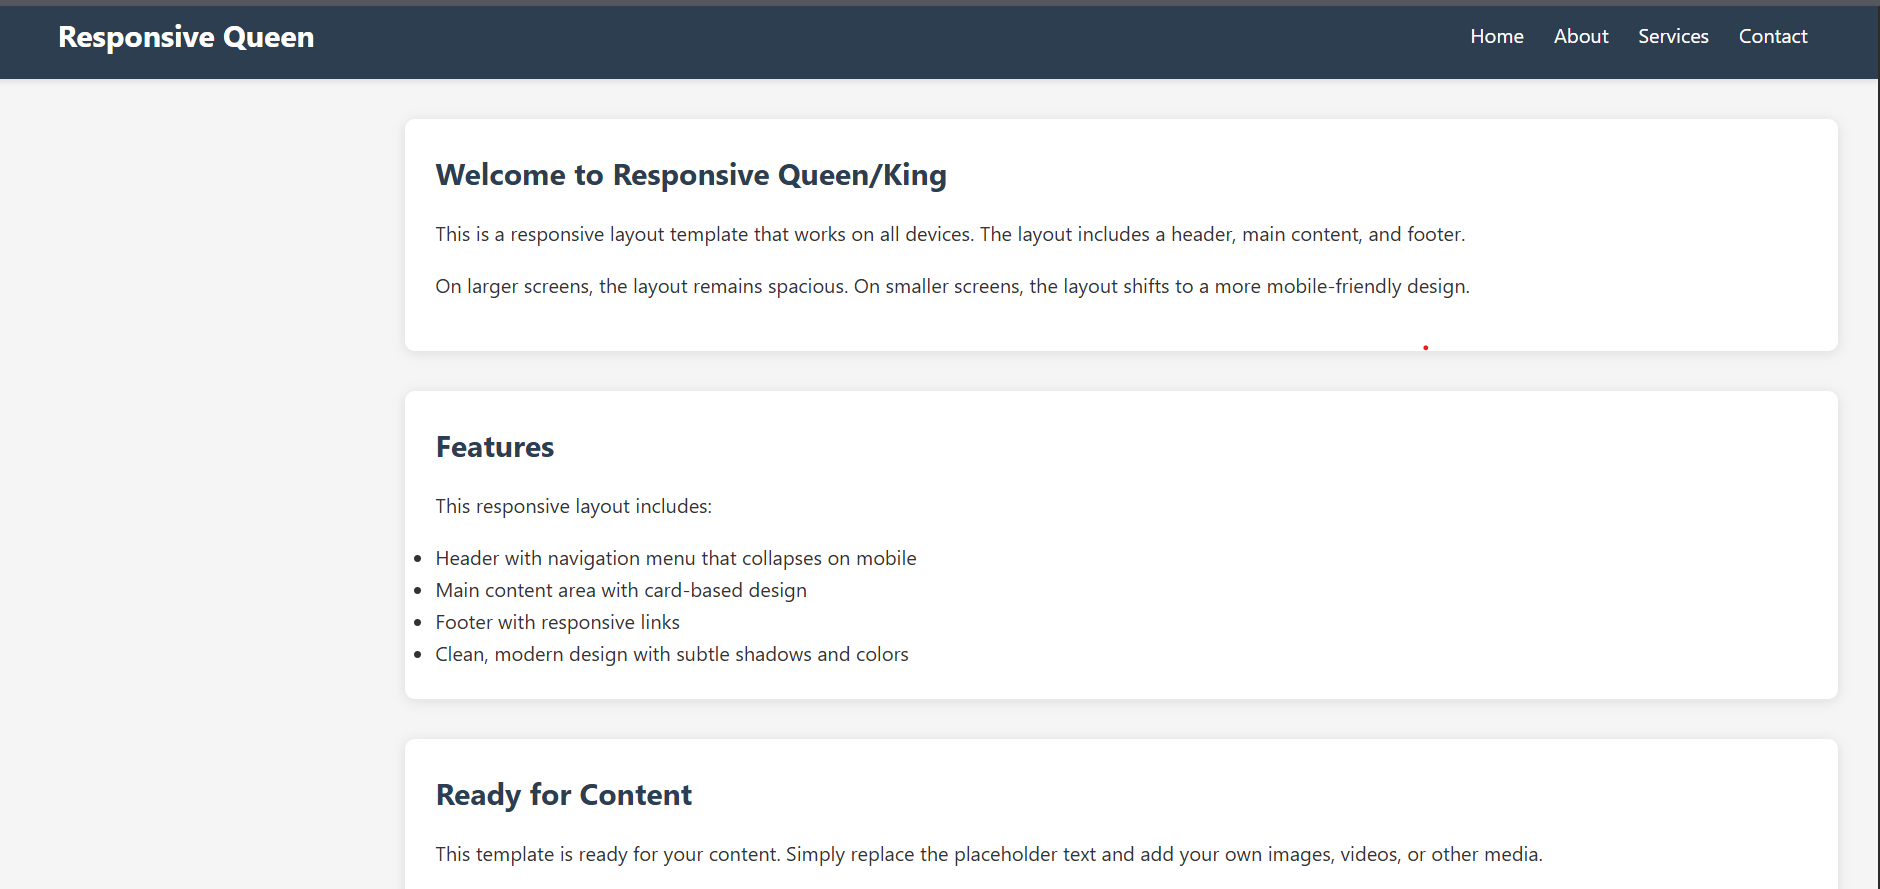 Responsive Queen
Home About Services Contact
Welcome to Responsive Queen/King
This is a responsive layout template that works on all devices. The layout includes a header, main content, and footer.
On larger screens, the layout remains spacious. On smaller screens, the layout shifts to a more mobile-friendly design.
Features
This responsive layout includes:
• Header with navigation menu that collapses on mobile
• Main content area with card-based design
• Footer with responsive links
• Clean, modern design with subtle shadows and colors
Ready for Content
This template is ready for your content. Simply replace the placeholder text and add your own images, videos, or other media.